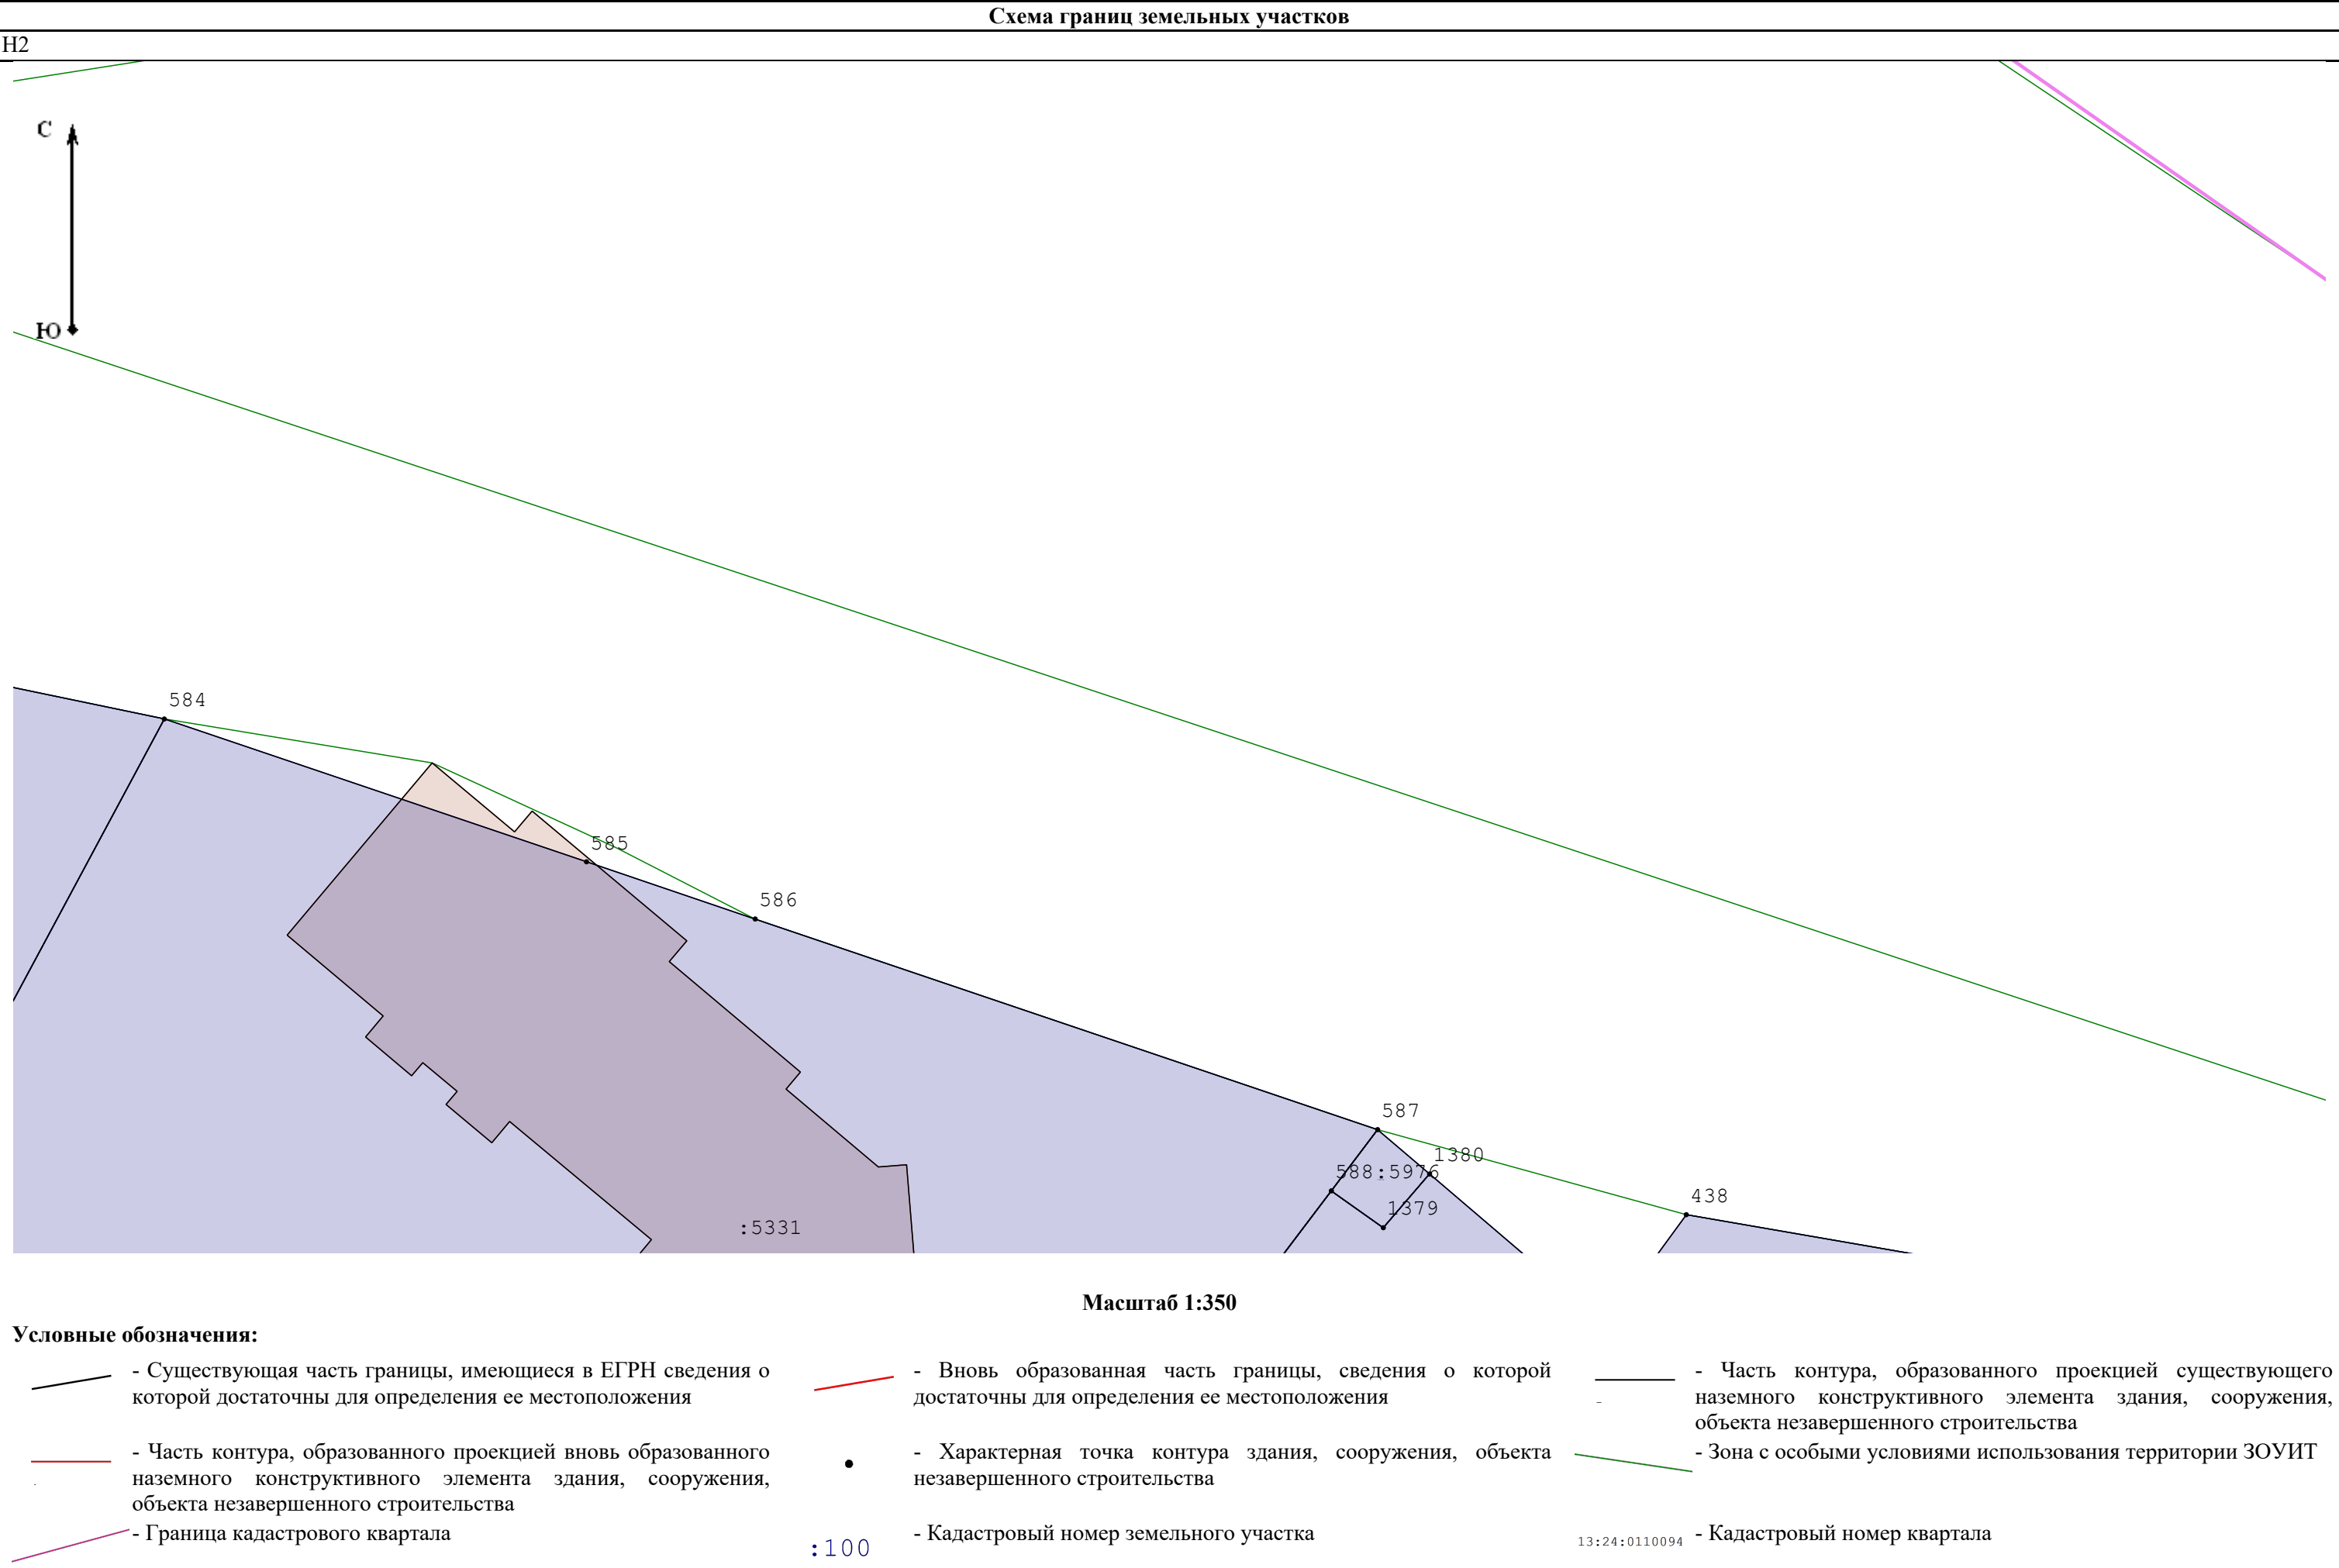 Схема границ земельных участков
Н2
С
Ю
584
585
586
587
1380
588:5976
1379
438
:5331
Масштаб 1:350
Условные обозначения:
- Существующая часть границы, имеющиеся в ЕГРН сведения о
которой достаточны для определения ее местоположения
- Вновь образованная часть границы, сведения о которой
достаточны для определения ее местоположения
- Часть контура, образованного проекцией существующего
наземного конструктивного элемента здания, сооружения,
объекта незавершенного строительства
- Часть контура, образованного проекцией вновь образованного
наземного конструктивного элемента здания, сооружения,
объекта незавершенного строительства
- Характерная точка контура здания, сооружения, объекта
незавершенного строительства
- Зона с особыми условиями использования территории ЗОУИТ
- Граница кадастрового квартала
:100
- Кадастровый номер земельного участка
13:24:0110094
- Кадастровый номер квартала